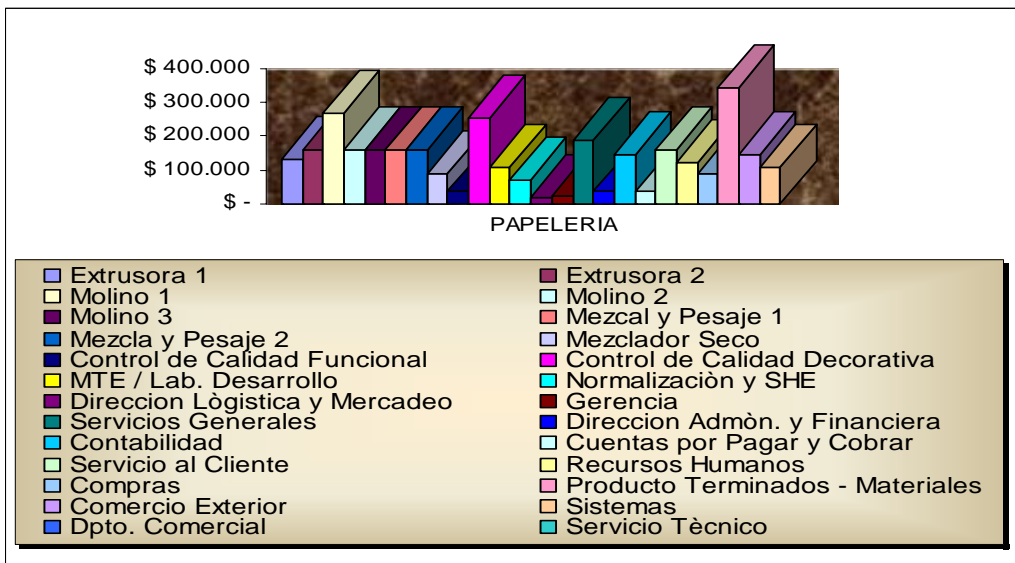 $ 400.000
$ 300.000
$ 200.000
$ 100.000
$ -
PAPELERIA
Extrusora 1 Extrusora 2
Molino 1 Molino 2
Molino 3 Mezcal y Pesaje 1
Mezcla y Pesaje 2 Mezclador Seco
Control de Calidad Funcional Control de Calidad Decorativa
MTE / Lab. Desarrollo Normalizaciòn y SHE
Direccion Lògistica y Mercadeo Gerencia
Servicios Generales Direccion Admòn. y Financiera
Contabilidad Cuentas por Pagar y Cobrar
Servicio al Cliente Recursos Humanos
Compras Producto Terminados - Materiales
Comercio Exterior Sistemas
Dpto. Comercial Servicio Tècnico